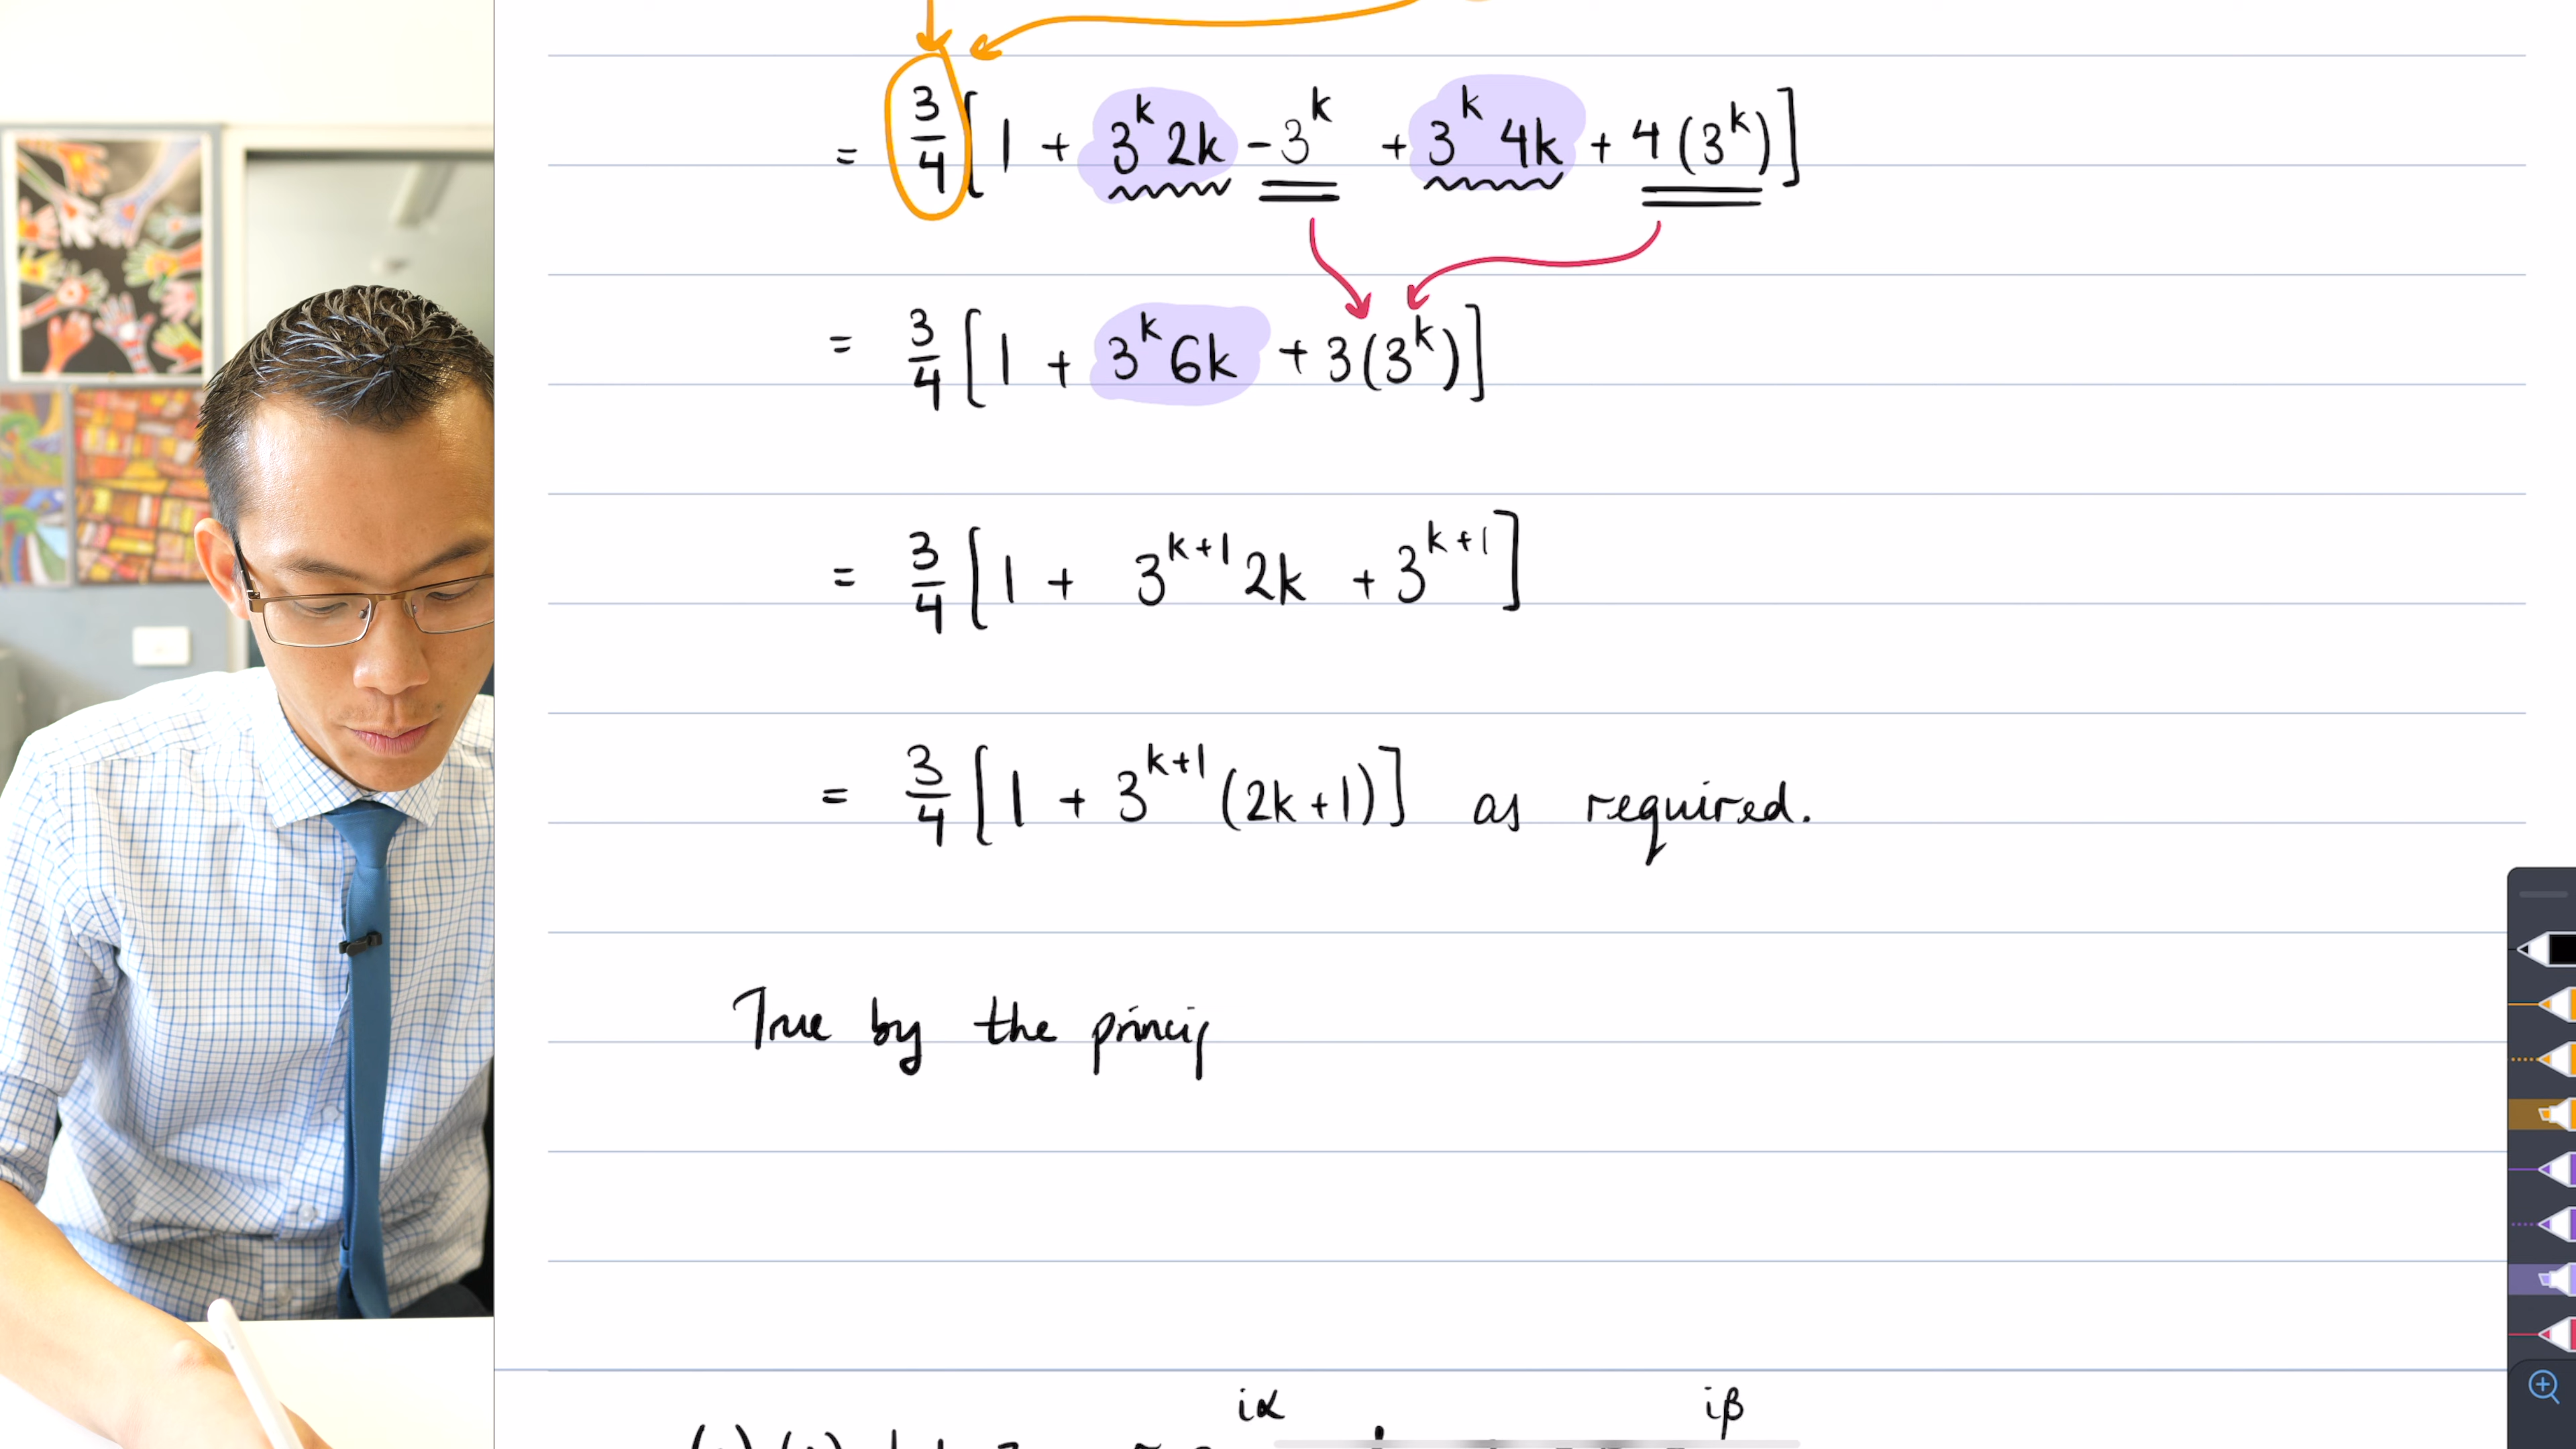 = 3/4 [1 + 3^k 2k - 3^k + 3^k 4k + 4(3^k)]
= 3/4 [1 + 3^k 6k + 3(3^k)]
= 3/4 [1 + 3^(k+1) 2k + 3^(k+1)]
= 3/4 [1 + 3^(k+1) (2k+1)] as required.
True by the princip
iα iβ